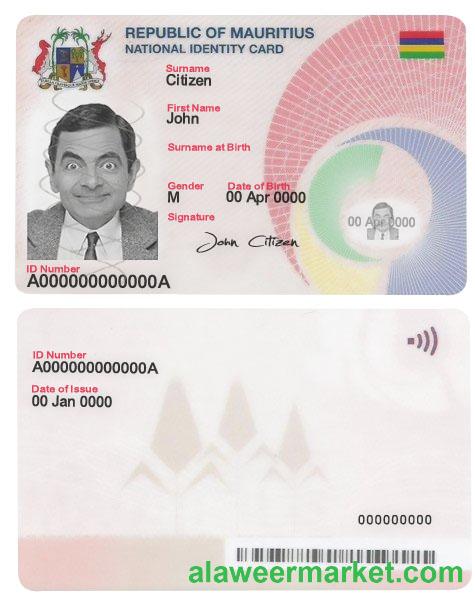 REPUBLIC OF MAURITIUS
NATIONAL IDENTITY CARD
Surname
Citizen
First Name
John
Surname at Birth
Gender
Date of Birth
M
00 Apr 0000
Signature
00 Apr 0000
John Citizen
ID Number
A000000000000A
ID Number
A000000000000A
Date of Issue
00 Jan 0000
000000000
alaweermarket.com